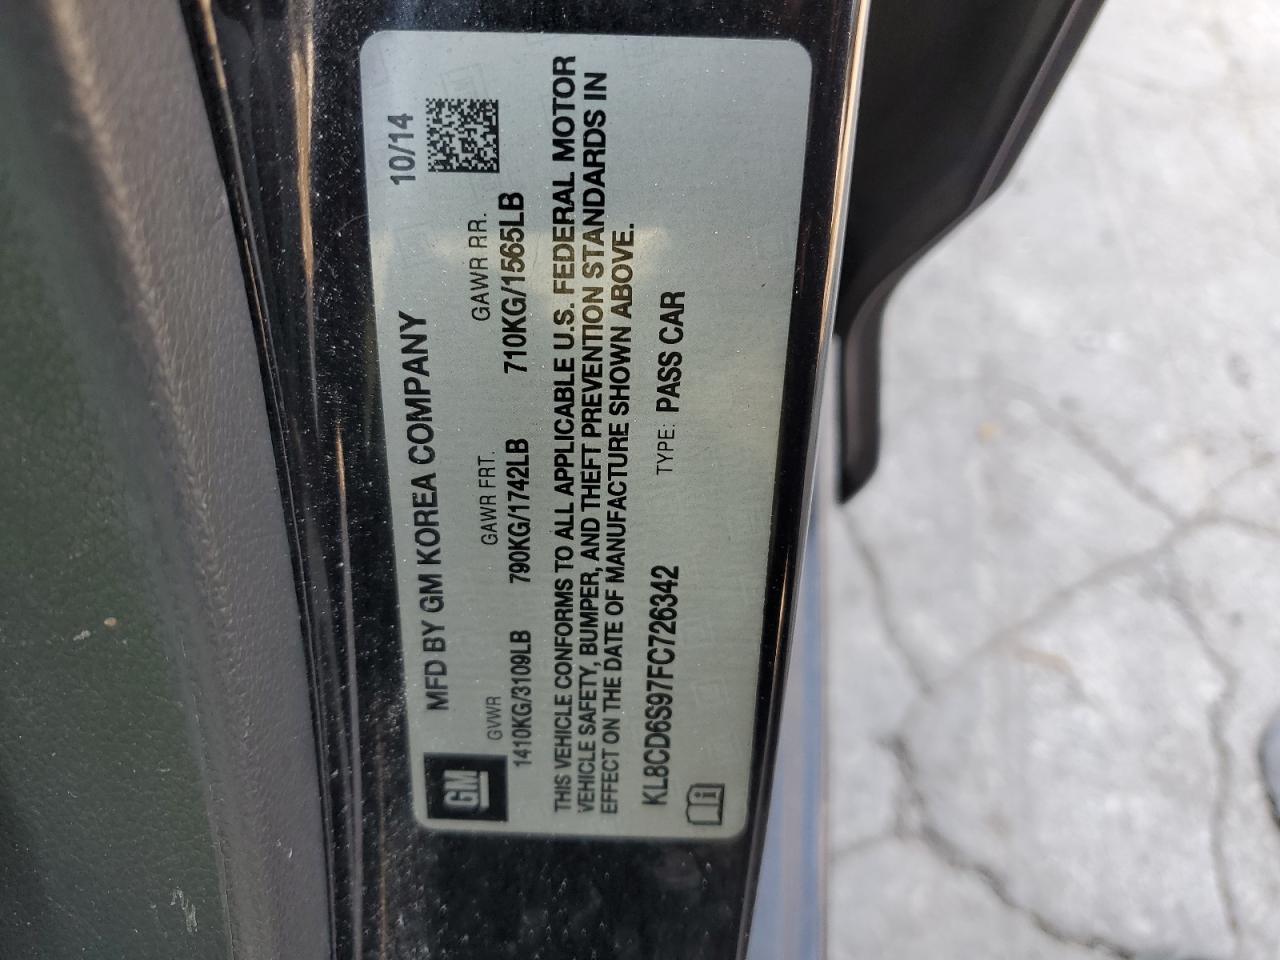 GM
MFD BY GM KOREA COMPANY 10/14
GVWR GAWR FRT. GAWR RR.
1410KG/3109LB 790KG/1742LB 710KG/1565LB
THIS VEHICLE CONFORMS TO ALL APPLICABLE U.S. FEDERAL MOTOR
VEHICLE SAFETY, BUMPER, AND THEFT PREVENTION STANDARDS IN
EFFECT ON THE DATE OF MANUFACTURE SHOWN ABOVE.
KL8CD6S97FC726342 TYPE: PASS CAR